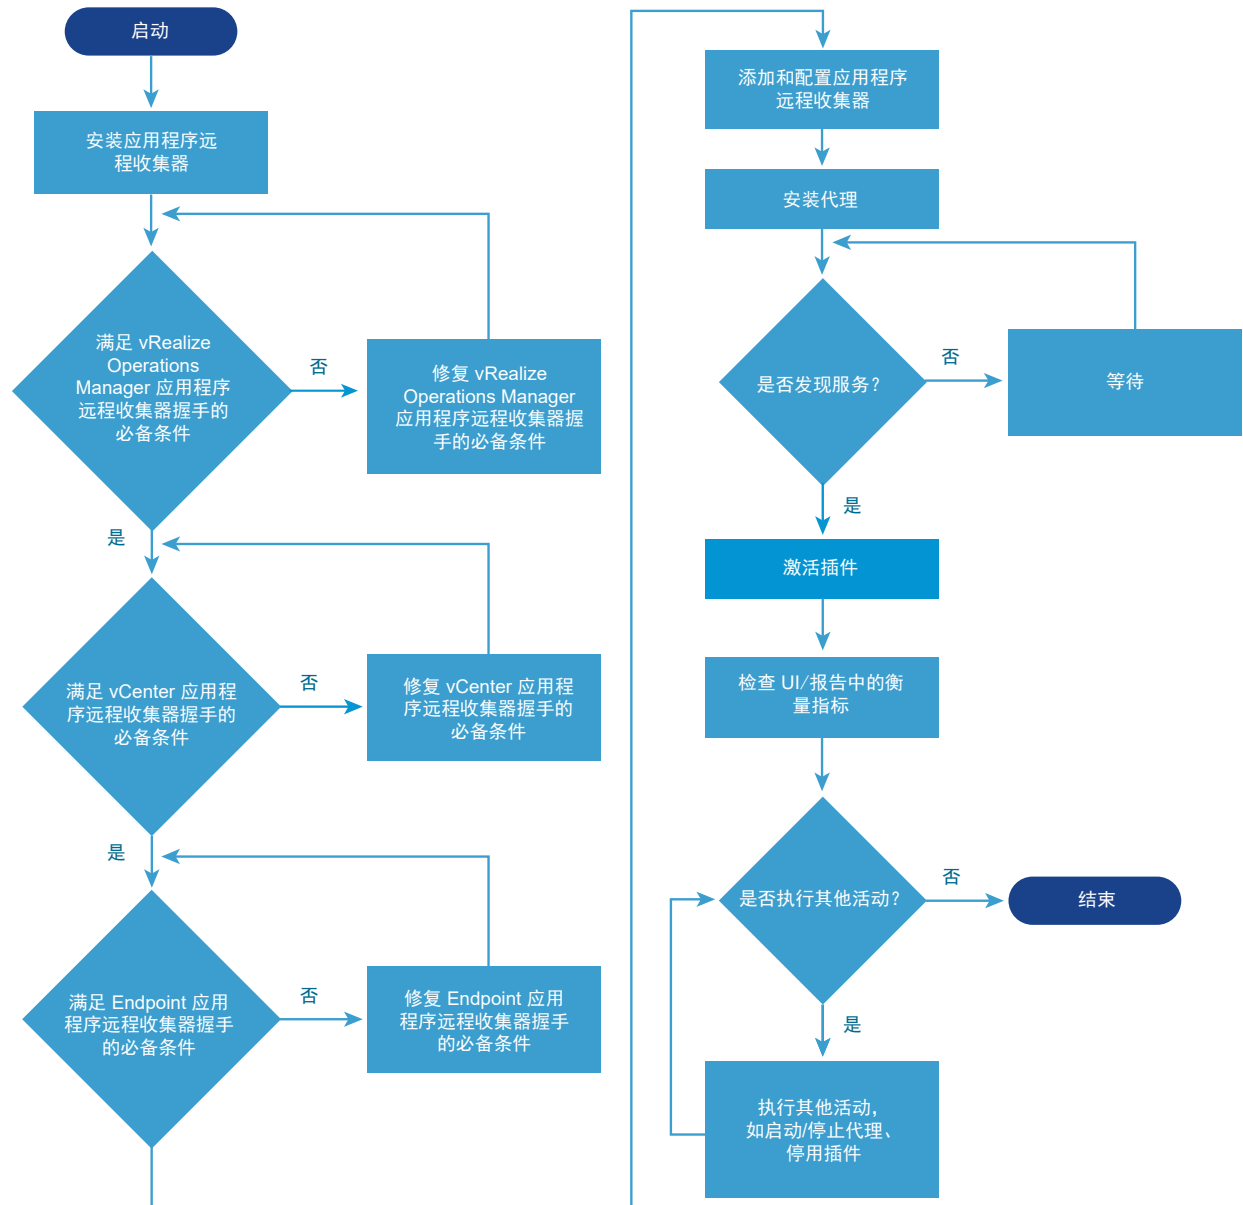 启动
安装应用程序远
程收集器
满足 vRealize
Operations
Manager 应用程序
远程收集器握手的
必备条件
否
修复 vRealize
Operations Manager
应用程序远程收集器握
手的必备条件
是
满足 vCenter 应用程
序远程收集器握手的
必备条件
否
修复 vCenter 应用程
序远程收集器握手的
必备条件
是
满足 Endpoint 应用
程序远程收集器握手
的必备条件
否
修复 Endpoint 应用
程序远程收集器握手
的必备条件
添加和配置应用程序
远程收集器
安装代理
是否发现服务？
否
等待
是
激活插件
检查 UI/报告中的衡
量指标
是否执行其他活动？
否
结束
是
执行其他活动，
如启动/停止代理、
停用插件